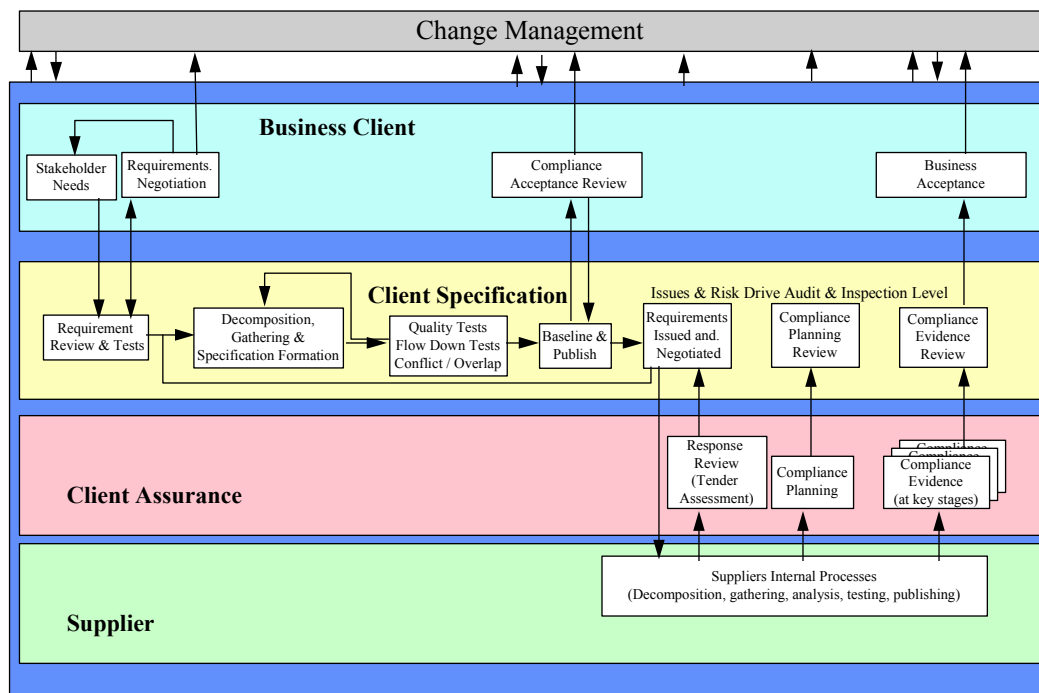 Change Management
Business Client
Stakeholder
Needs
Requirements.
Negotiation
Compliance
Acceptance Review
Business
Acceptance
Client Specification
Issues & Risk Drive Audit & Inspection Level
Requirement
Review & Tests
Decomposition,
Gathering &
Specification Formation
Quality Tests
Flow Down Tests
Conflict / Overlap
Baseline &
Publish
Requirements
Issued and.
Negotiated
Compliance
Planning
Review
Compliance
Evidence
Review
Client Assurance
Response
Review
(Tender
Assessment)
Compliance
Planning
Compliance
Compliance
Compliance
Evidence
(at key stages)
Supplier
Suppliers Internal Processes
(Decomposition, gathering, analysis, testing, publishing)